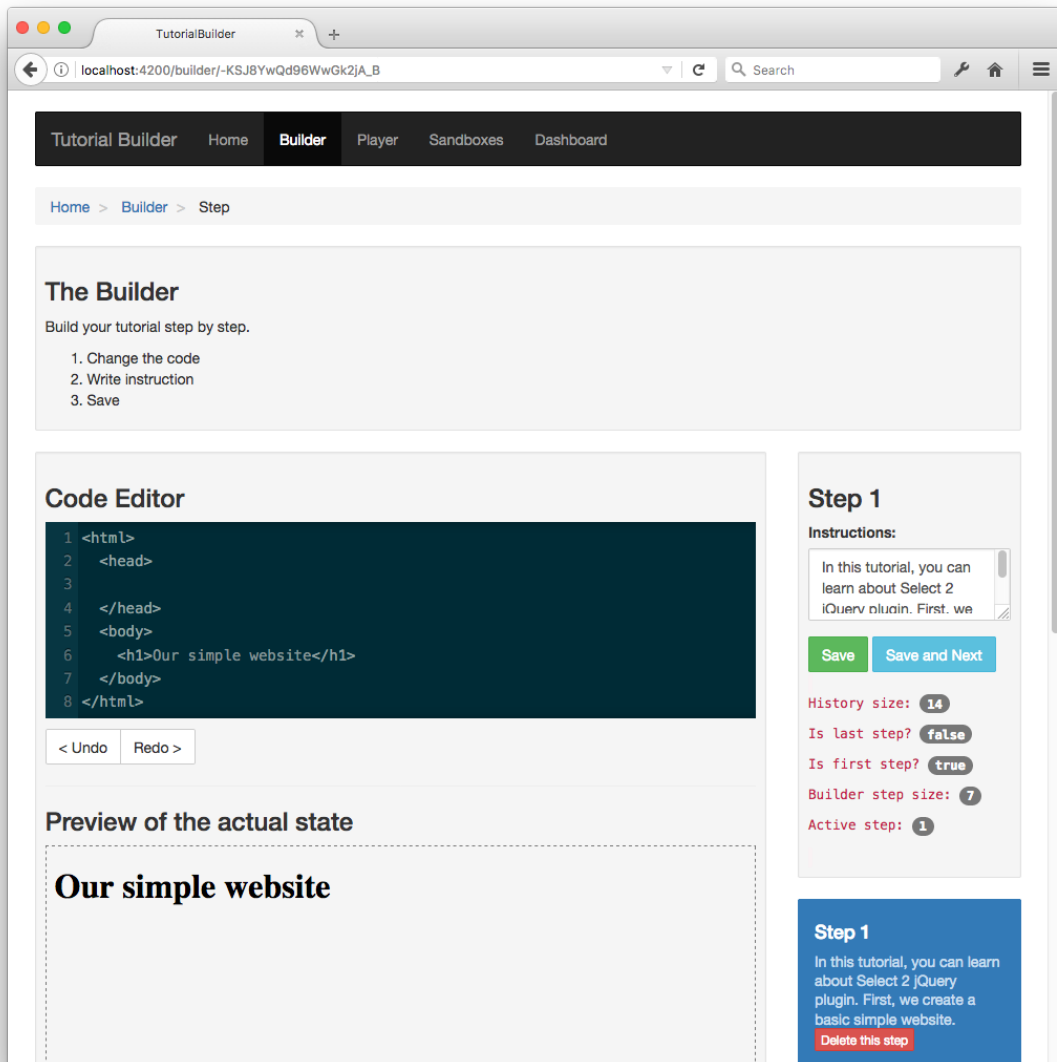 TutorialBuilder
localhost:4200/builder/-KSJ8YwQd96WwGk2jA_B
Search
Tutorial Builder Home Builder Player Sandboxes Dashboard
Home > Builder > Step
The Builder
Build your tutorial step by step.
1. Change the code
2. Write instruction
3. Save
Code Editor
1 <html>
2 <head>
3
4 </head>
5 <body>
6 <h1>Our simple website</h1>
7 </body>
8 </html>
< Undo Redo >
Preview of the actual state
Our simple website
Step 1
Instructions:
In this tutorial, you can
learn about Select 2
jQuery plugin. First, we
Save Save and Next
History size: 14
Is last step? false
Is first step? true
Builder step size: 7
Active step: 1
Step 1
In this tutorial, you can learn
about Select 2 jQuery
plugin. First, we create a
basic simple website.
Delete this step